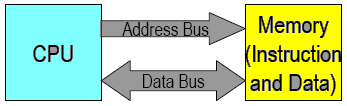 CPU
Address Bus
Data Bus
Memory
(Instruction
and Data)